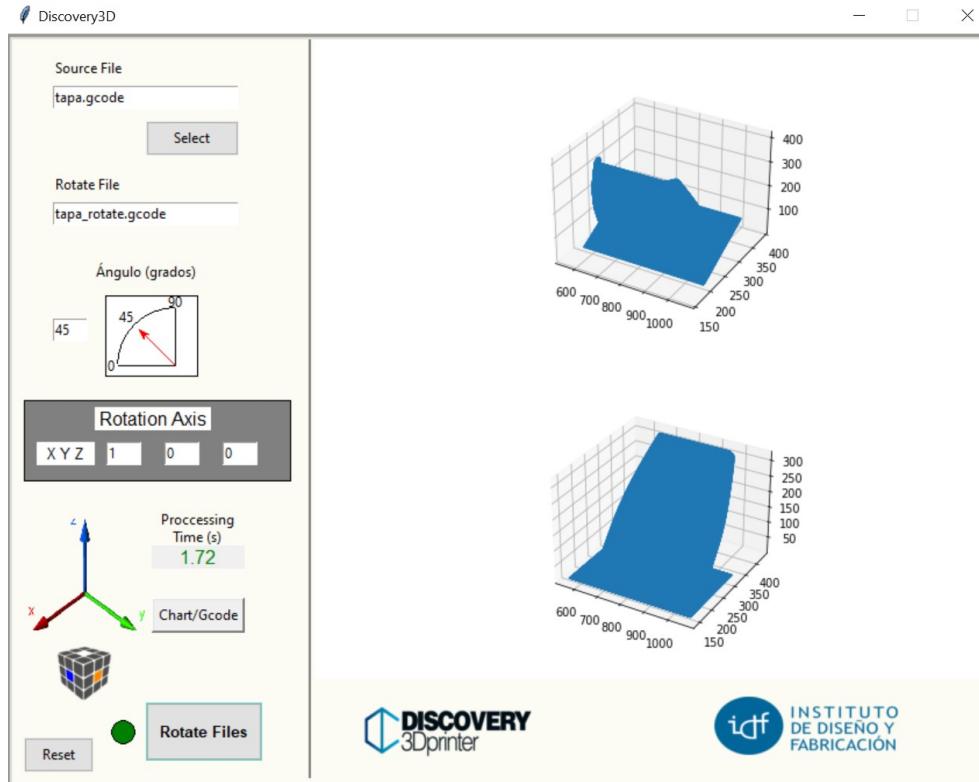 Discovery3D
Source File
tapa.gcode
Select
Rotate File
tapa_rotate.gcode
Ángulo (grados)
45
0
45
90
Rotation Axis
X Y Z
1
0
0
z
x
y
Proccessing
Time (s)
1.72
Chart/Gcode
Rotate Files
Reset
400
300
200
100
400
350
300
250
200
150
600
700
800
900
1000
300
250
200
150
100
50
400
350
300
250
200
150
600
700
800
900
1000
DISCOVERY
3Dprinter
idf
INSTITUTO
DE DISEÑO Y
FABRICACIÓN